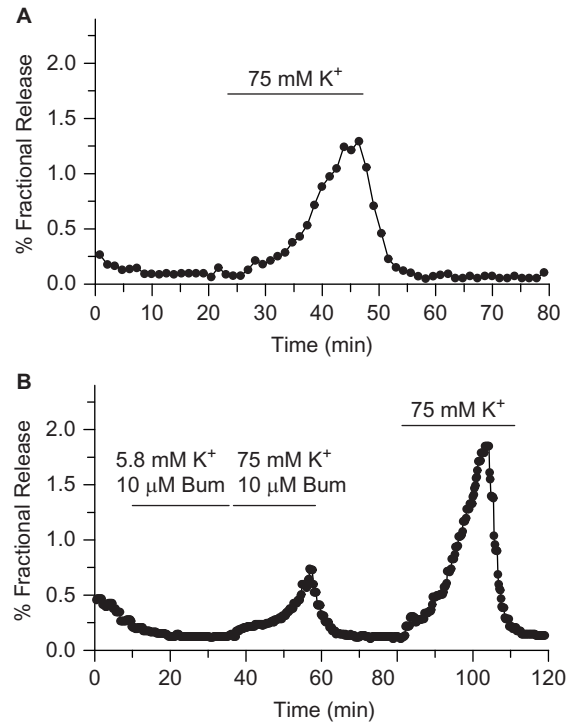 A
% Fractional Release
2.0
1.5
1.0
0.5
0.0
75 mM K⁺
0 10 20 30 40 50 60 70 80
Time (min)
B
% Fractional Release
2.0
1.5
1.0
0.5
0.0
75 mM K⁺
5.8 mM K⁺ 75 mM K⁺
10 μM Bum 10 μM Bum
0 20 40 60 80 100 120
Time (min)